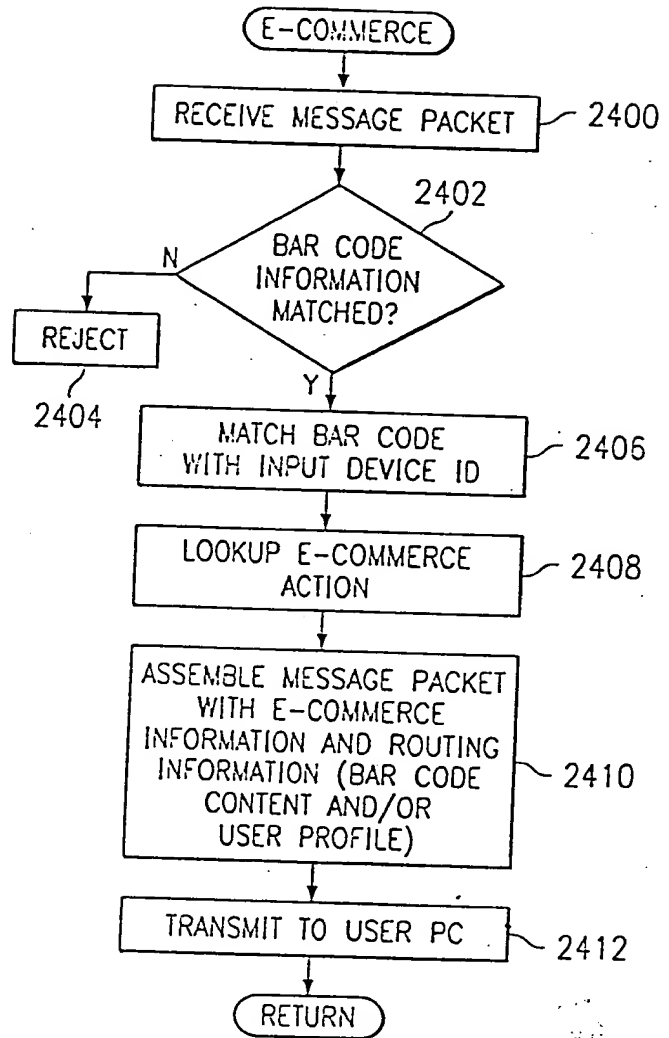 E-COMMERCE
RECEIVE MESSAGE PACKET
2400
2402
BAR CODE
INFORMATION
MATCHED?
N
REJECT
2404
Y
MATCH BAR CODE
WITH INPUT DEVICE ID
2406
LOOKUP E-COMMERCE
ACTION
2408
ASSEMBLE MESSAGE PACKET
WITH E-COMMERCE
INFORMATION AND ROUTING
INFORMATION (BAR CODE
CONTENT AND/OR
USER PROFILE)
2410
TRANSMIT TO USER PC
2412
RETURN